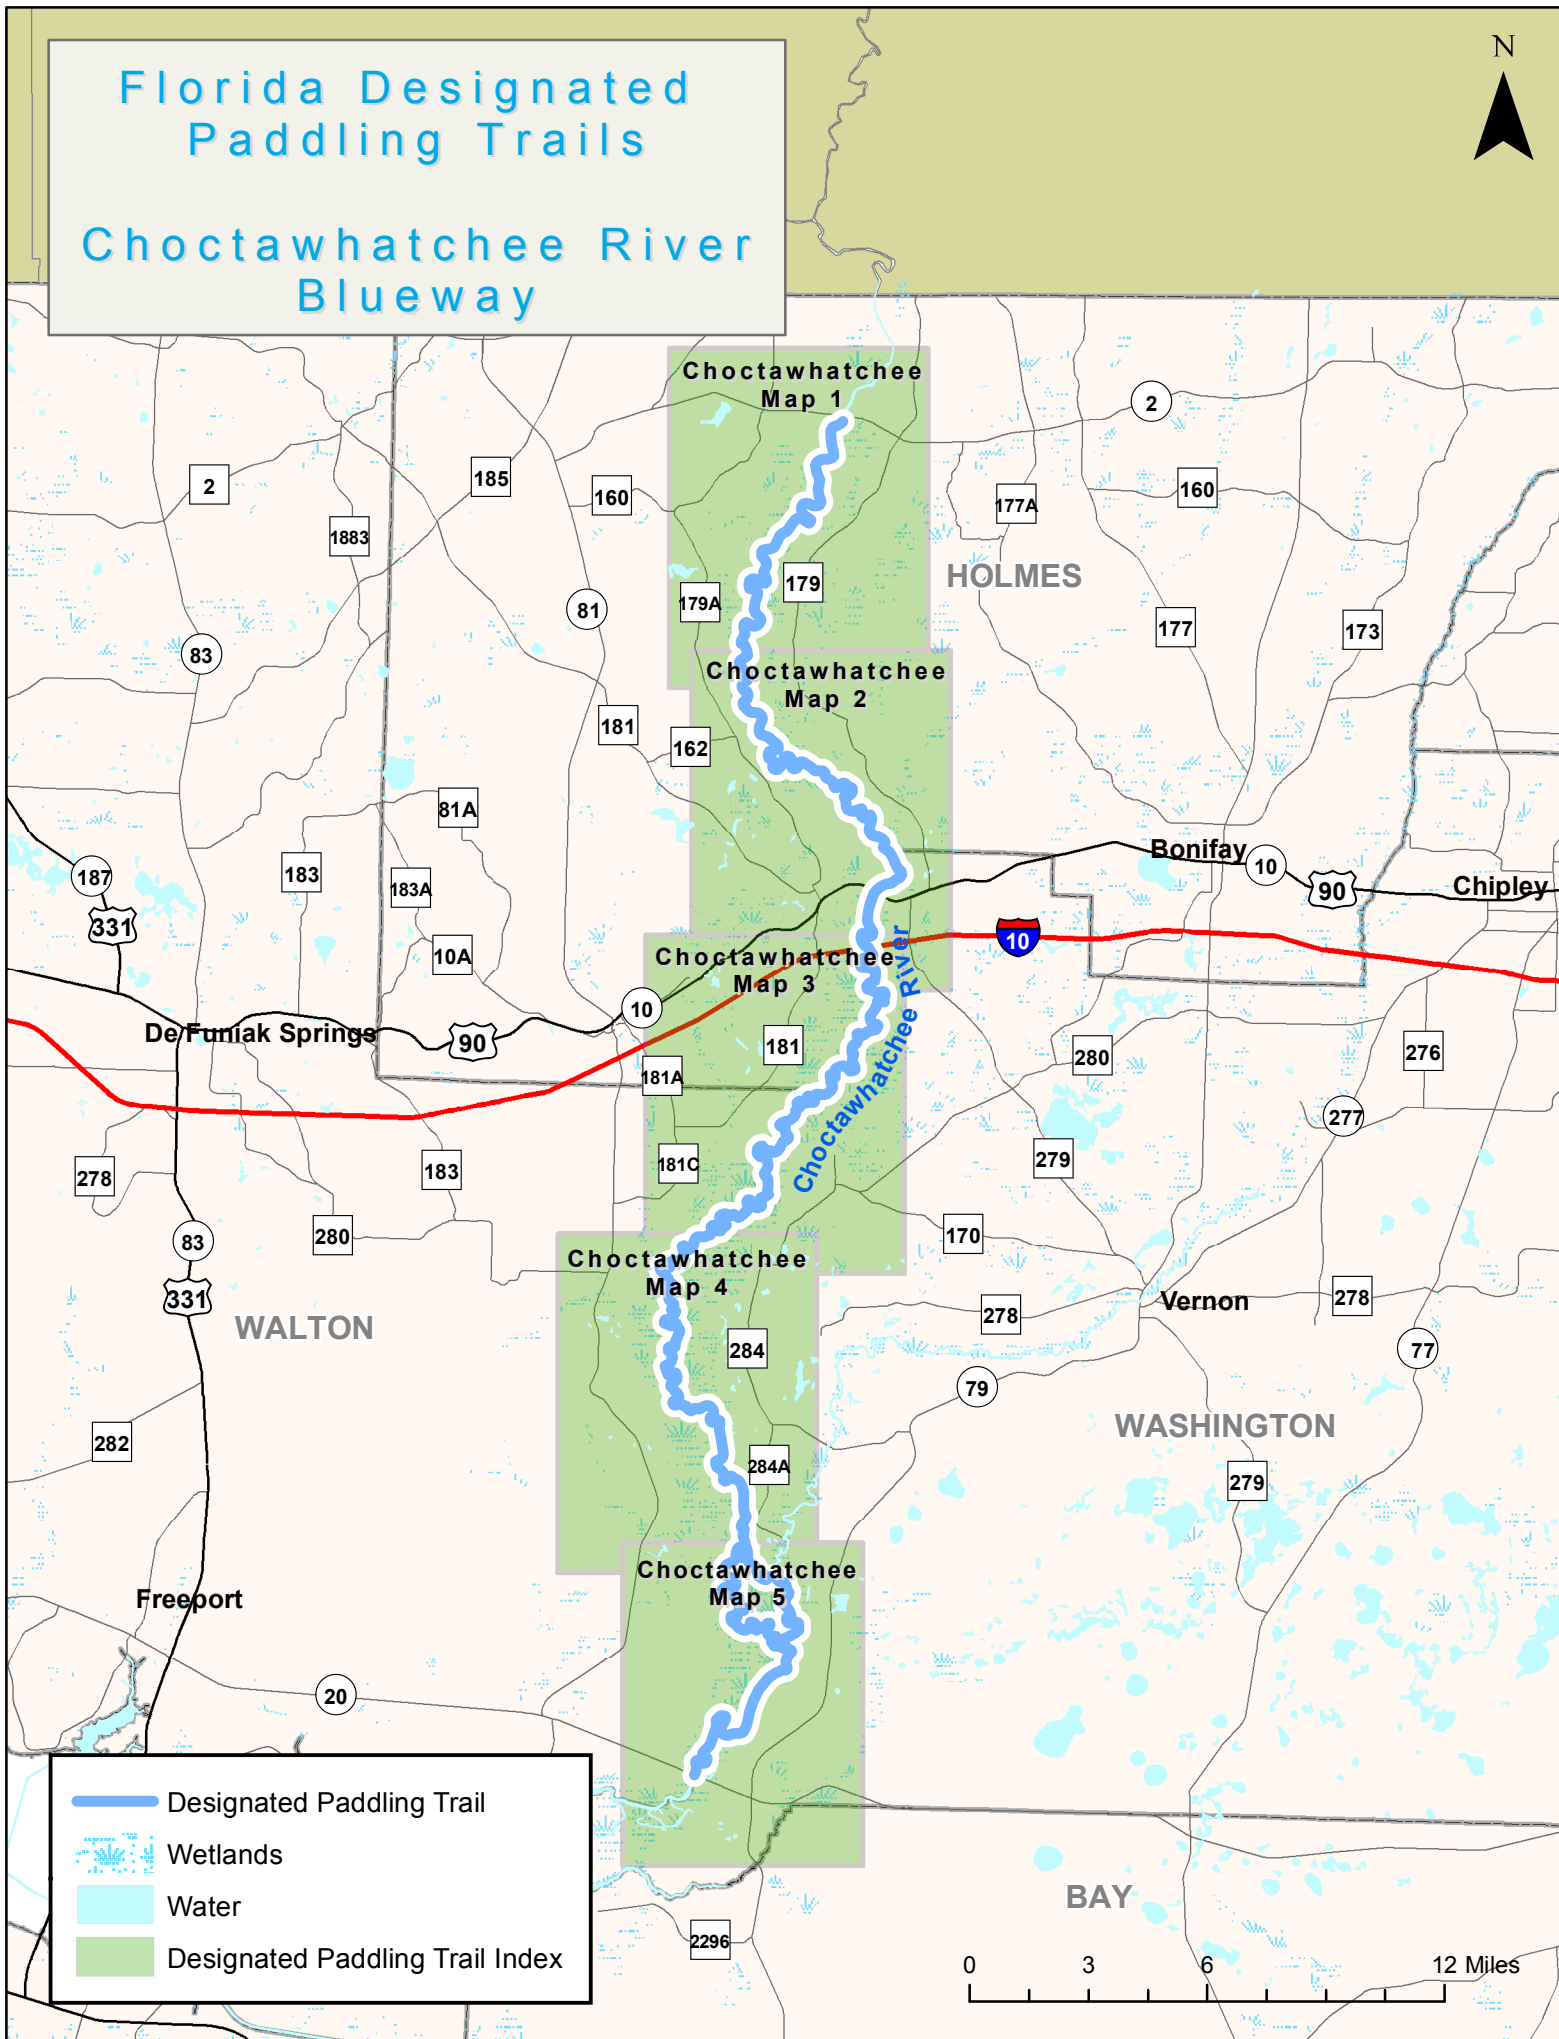 Florida Designated
Paddling Trails
Choctawhatchee River
Blueway
N
Choctawhatchee
Map 1
2
2
185
160
177A
160
1883
HOLMES
179
179A
81
177
173
83
Choctawhatchee
Map 2
181
162
81A
Bonifay
10
187
183
183A
90
Chipley
331
10
10A
Choctawhatchee
Map 3
10
De Funiak Springs
90
181
280
276
181A
Choctawhatchee River
277
278
183
181C
279
280
83
170
Choctawhatchee
Map 4
331
278
Vernon
278
WALTON
284
77
79
282
WASHINGTON
284A
279
Choctawhatchee
Map 5
Freeport
20
Designated Paddling Trail
Wetlands
Water
Designated Paddling Trail Index
BAY
2296
0 3 6 12 Miles